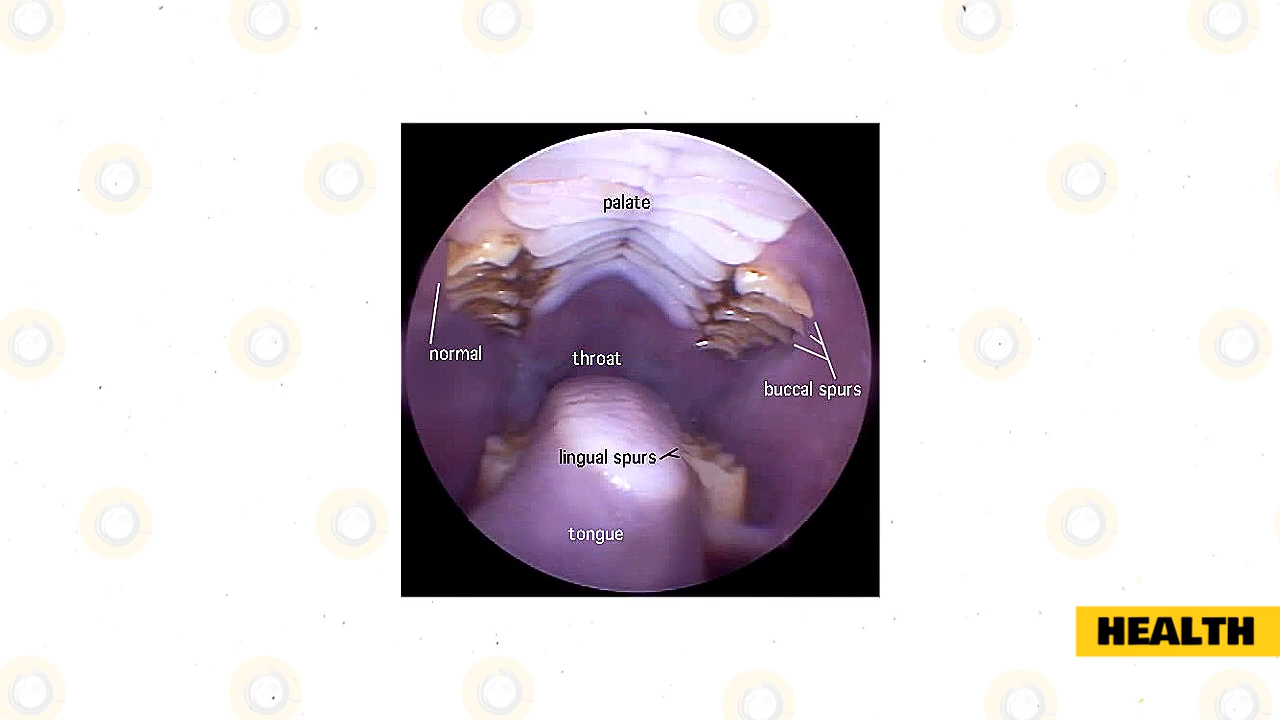 palate
normal
throat
buccal spurs
lingual spurs
tongue
HEALTH